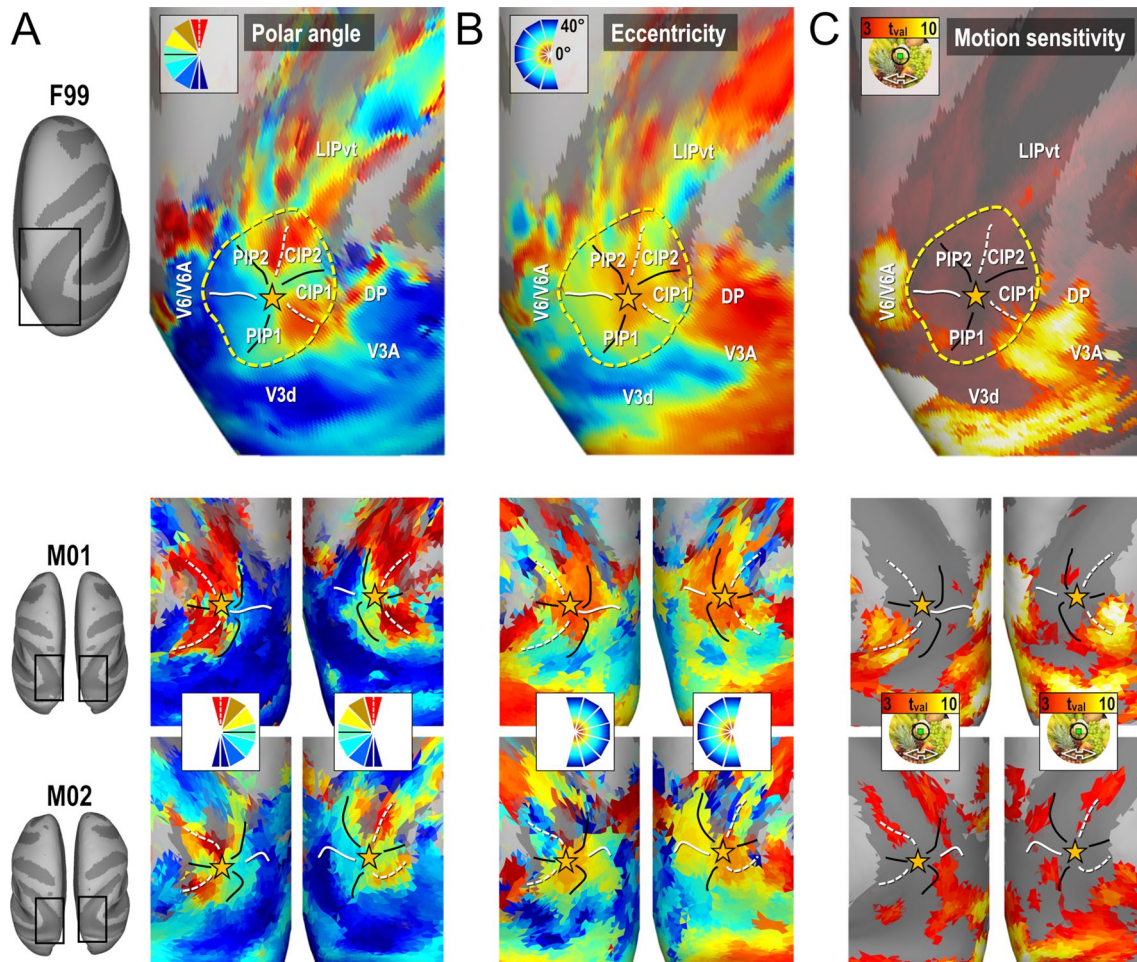 A
Polar angle
B
40°
0°
Eccentricity
C
3 tval 10
Motion sensitivity
F99
LIPvt
LIPvt
LIPvt
PIP2
CIP2
V6/V6A
CIP1
DP
PIP1
V3A
V3d
PIP2
CIP2
V6/V6A
CIP1
DP
PIP1
V3A
V3d
PIP2
CIP2
V6/V6A
CIP1
DP
PIP1
V3A
V3d
M01
3 tval 10
3 tval 10
M02